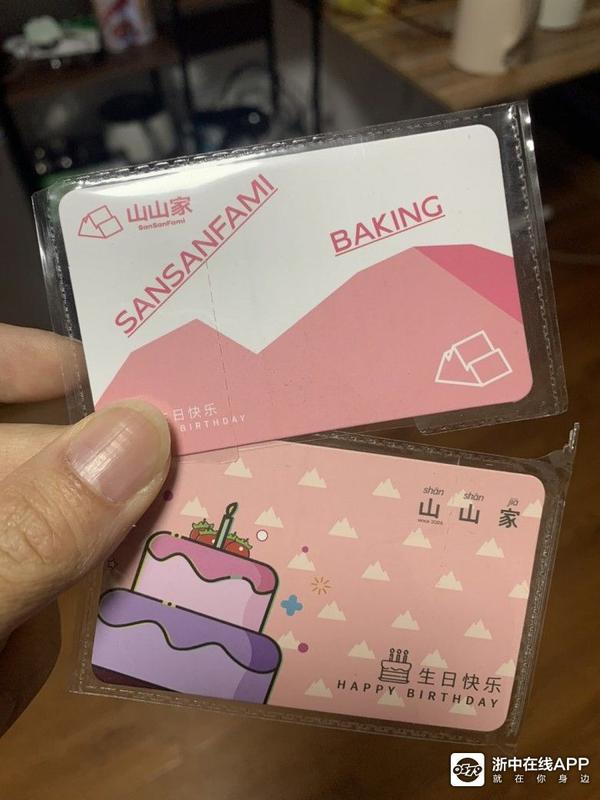 山山家
SanSanFami
SANSANFAMI
BAKING
生日快乐
BIRTHDAY
shān shān jiā
山 山 家
生日快乐
HAPPY BIRTHDAY
浙中在线APP
就在你身边